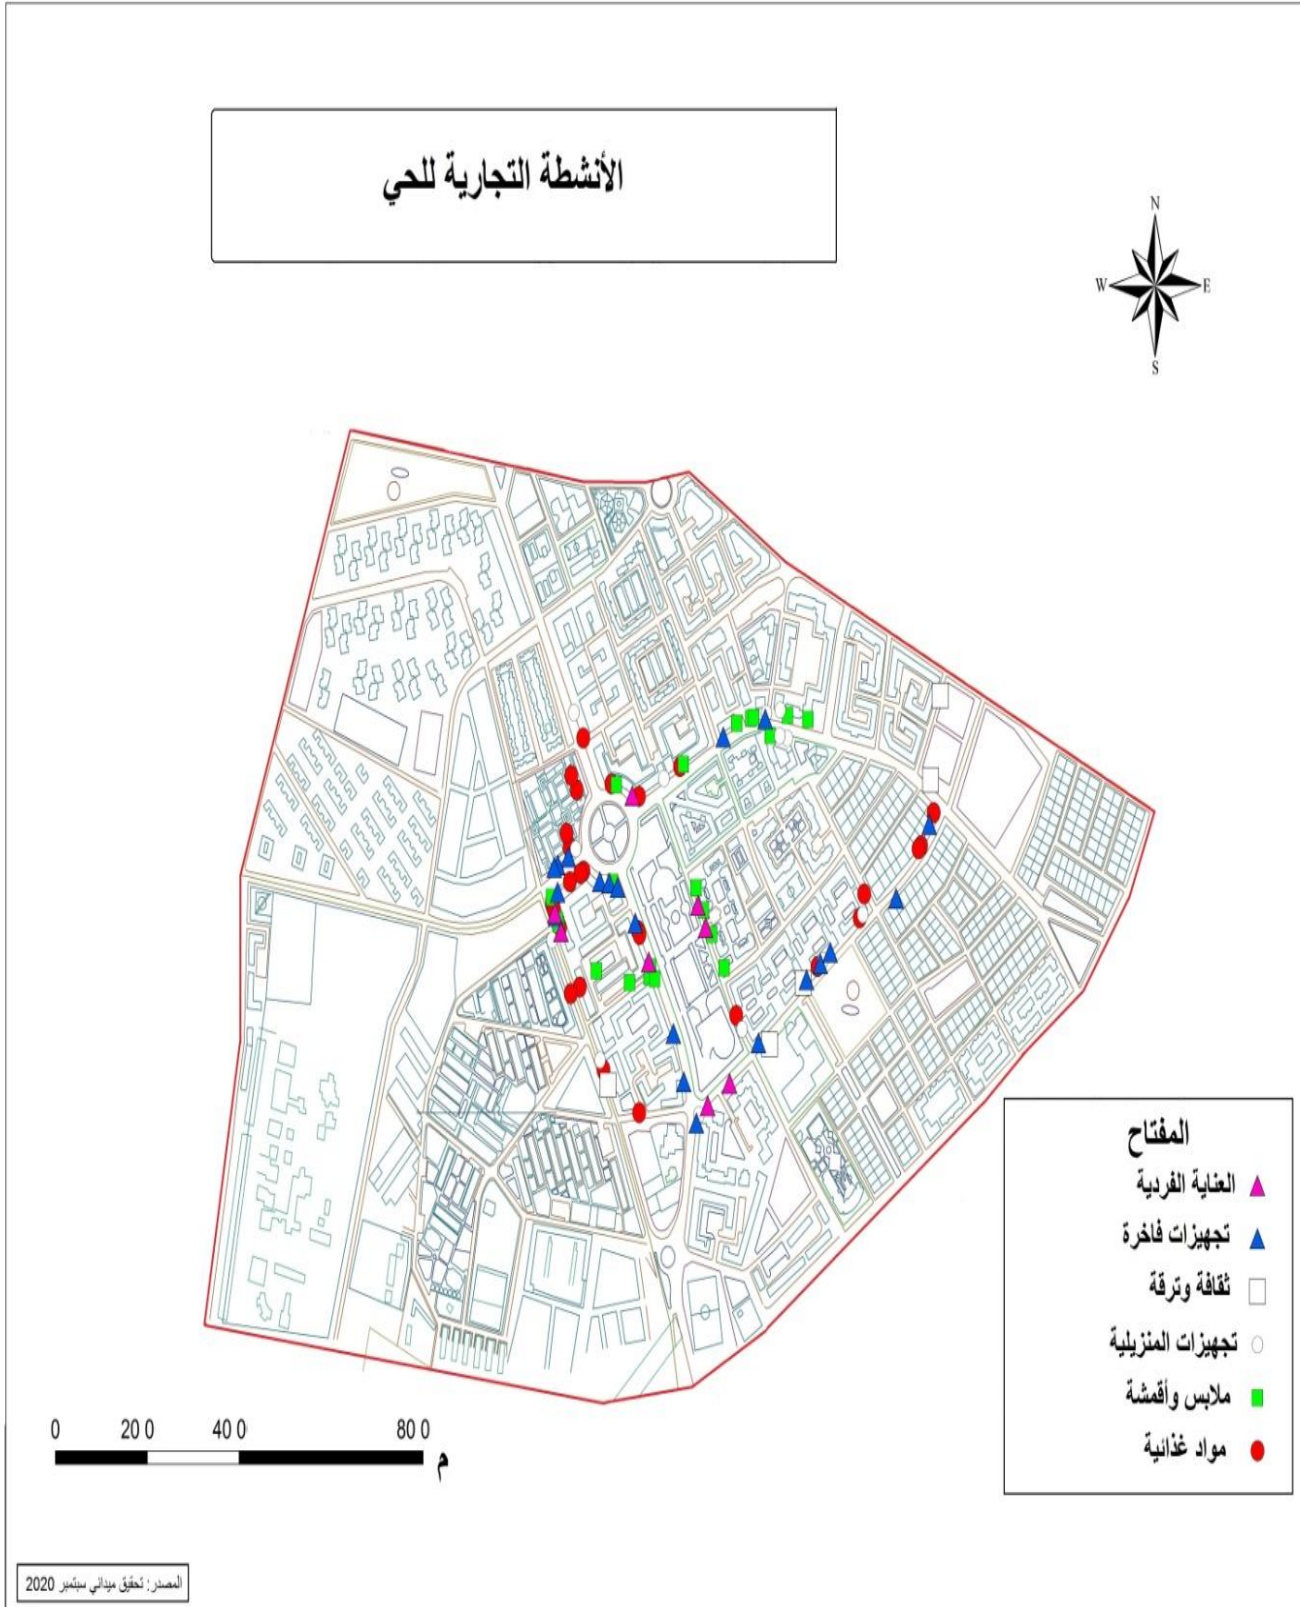 الأنشطة التجارية للحي
N
W E
S
المفتاح
العناية الفردية
تجهيزات فاخرة
ثقافة وترقة
تجهيزات المنزيلية
ملابس وأقمشة
مواد غذائية
0 20 0 40 0 80 0
م
المصدر: تحقيق ميداني سبتمبر 2020